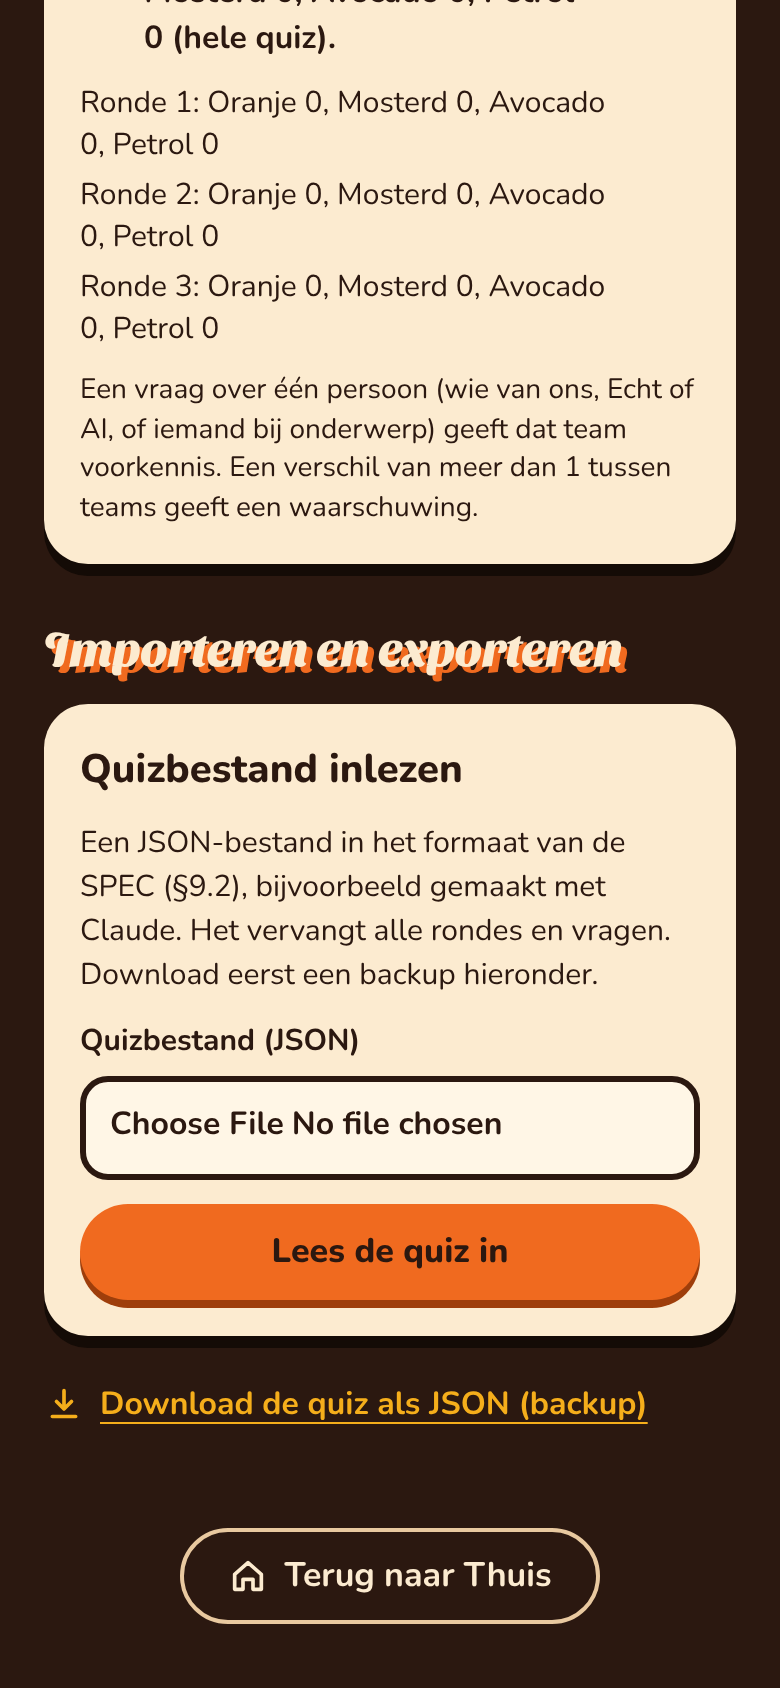 Mosterd 0, Avocado 0, Petrol
0 (hele quiz).
Ronde 1: Oranje 0, Mosterd 0, Avocado
0, Petrol 0
Ronde 2: Oranje 0, Mosterd 0, Avocado
0, Petrol 0
Ronde 3: Oranje 0, Mosterd 0, Avocado
0, Petrol 0
Een vraag over één persoon (wie van ons, Echt of
AI, of iemand bij onderwerp) geeft dat team
voorkennis. Een verschil van meer dan 1 tussen
teams geeft een waarschuwing.
Importeren en exporteren
Quizbestand inlezen
Een JSON-bestand in het formaat van de
SPEC (§9.2), bijvoorbeeld gemaakt met
Claude. Het vervangt alle rondes en vragen.
Download eerst een backup hieronder.
Quizbestand (JSON)
Choose File No file chosen
Lees de quiz in
Download de quiz als JSON (backup)
Terug naar Thuis